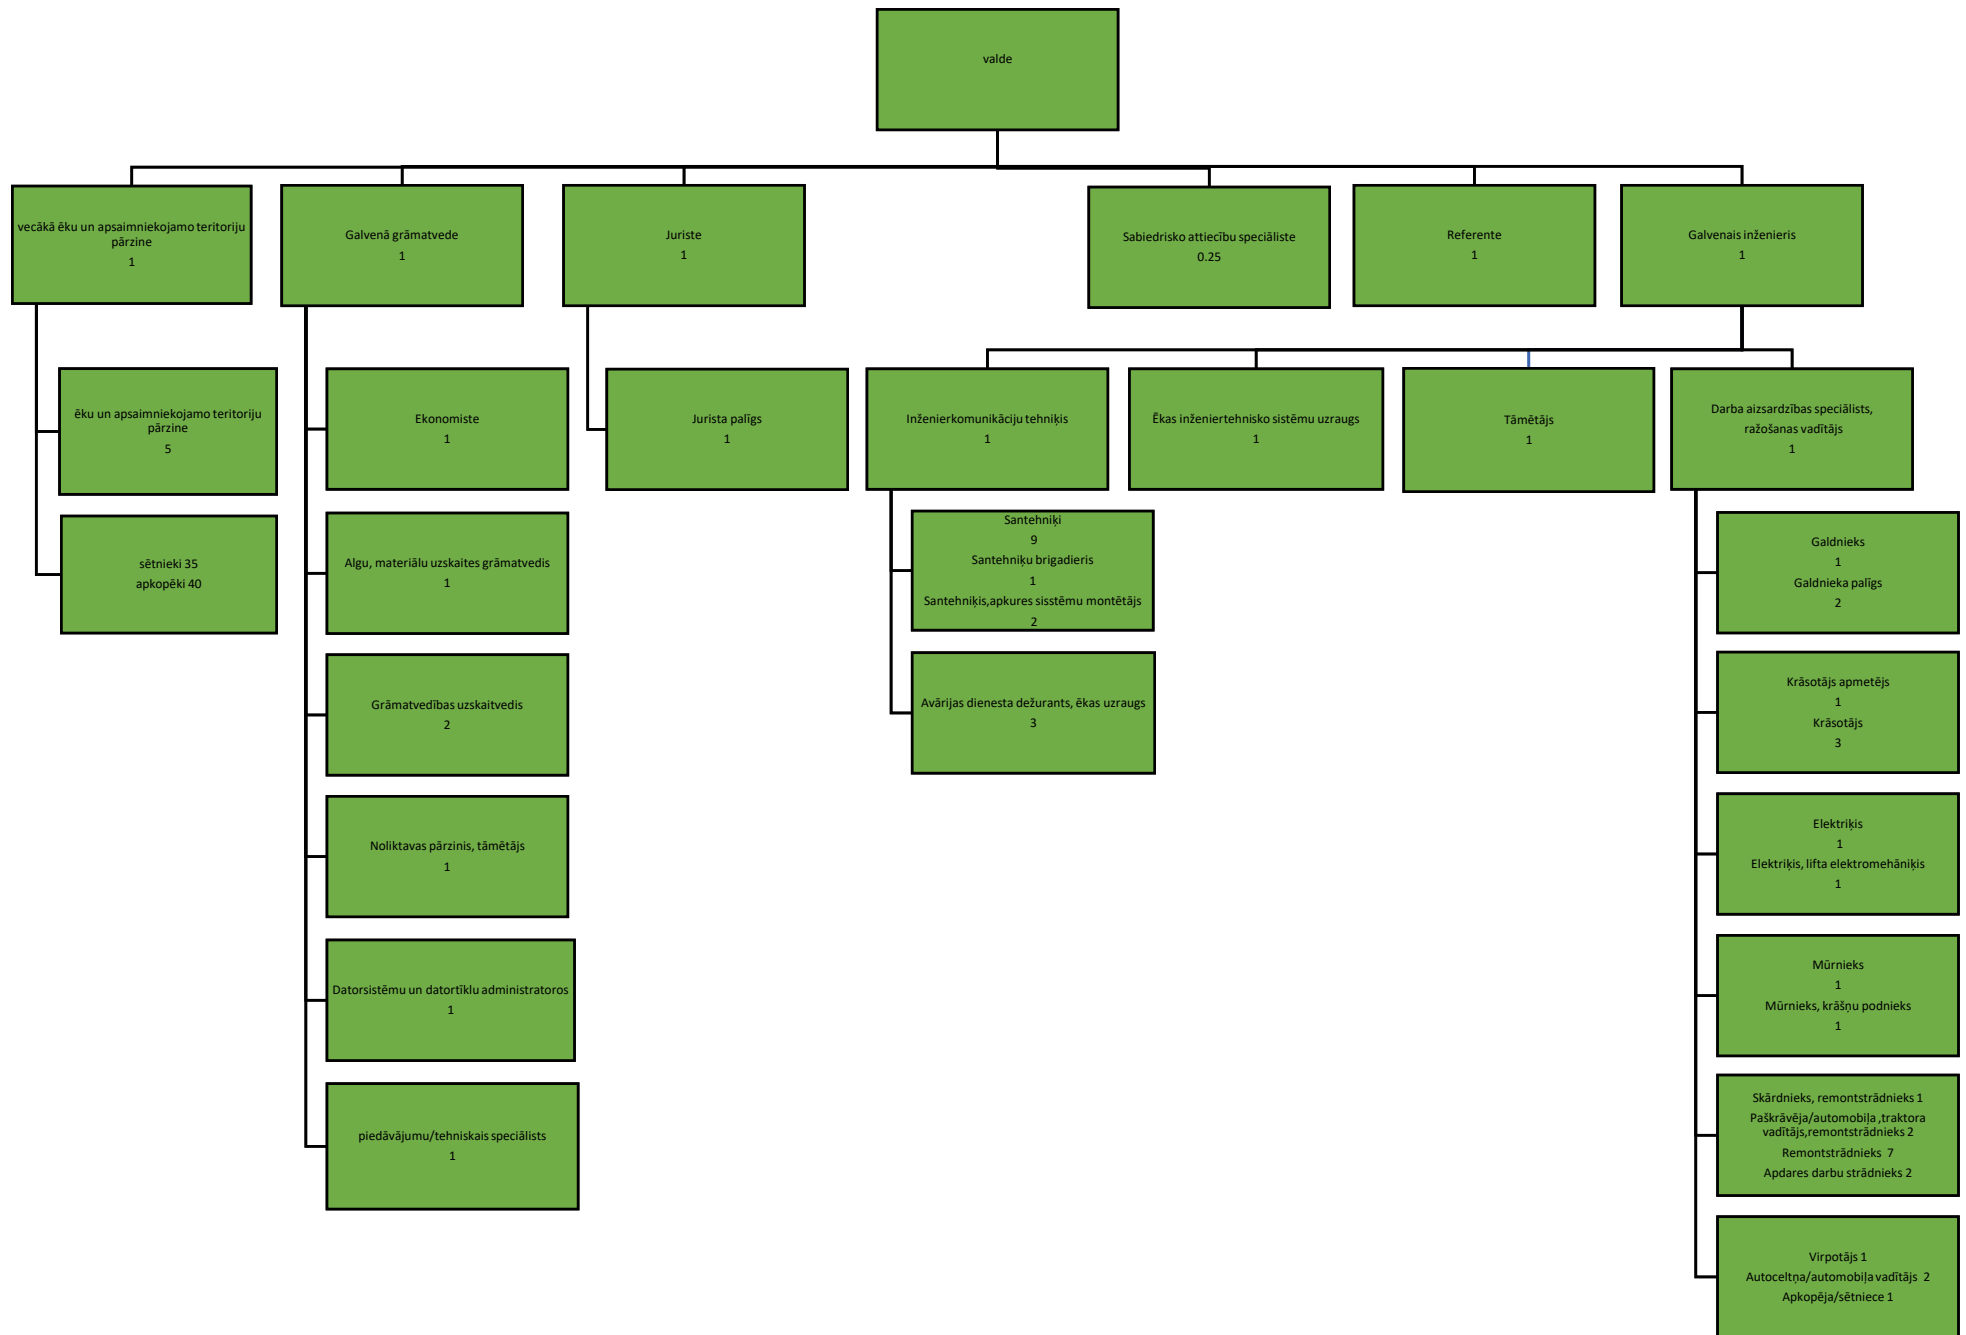 valde
vecākā ēku un apsaimniekojamo teritoriju
pārzine
1
Galvenā grāmatvede
1
Juriste
1
Sabiedrisko attiecību speciāliste
0.25
Referente
1
Galvenais inženieris
1
ēku un apsaimniekojamo teritoriju
pārzine
5
sētnieki 35
apkopēki 40
Ekonomiste
1
Algu, materiālu uzskaites grāmatvedis
1
Grāmatvedības uzskaitvedis
2
Noliktavas pārzinis, tāmētājs
1
Datorsistēmu un datortīklu administratoros
1
piedāvājumu/tehniskais speciālists
1
Jurista palīgs
1
Inženierkomunikāciju tehniķis
1
Ēkas inženiertehnisko sistēmu uzraugs
1
Tāmētājs
1
Darba aizsardzības speciālists,
ražošanas vadītājs
1
Santehniķi
9
Santehniķu brigadieris
1
Santehniķis,apkures sisstēmu montētājs
2
Avārijas dienesta dežurants, ēkas uzraugs
3
Galdnieks
1
Galdnieka palīgs
2
Krāsotājs apmetējs
1
Krāsotājs
3
Elektriķis
1
Elektriķis, lifta elektromehāniķis
1
Mūrnieks
1
Mūrnieks, krāšņu podnieks
1
Skārdnieks, remontstrādnieks 1
Paškrāvēja/automobiļa ,traktora
vadītājs,remontstrādnieks 2
Remontstrādnieks 7
Apdares darbu strādnieks 2
Virpotājs 1
Autoceltņa/automobiļa vadītājs 2
Apkopēja/sētniece 1